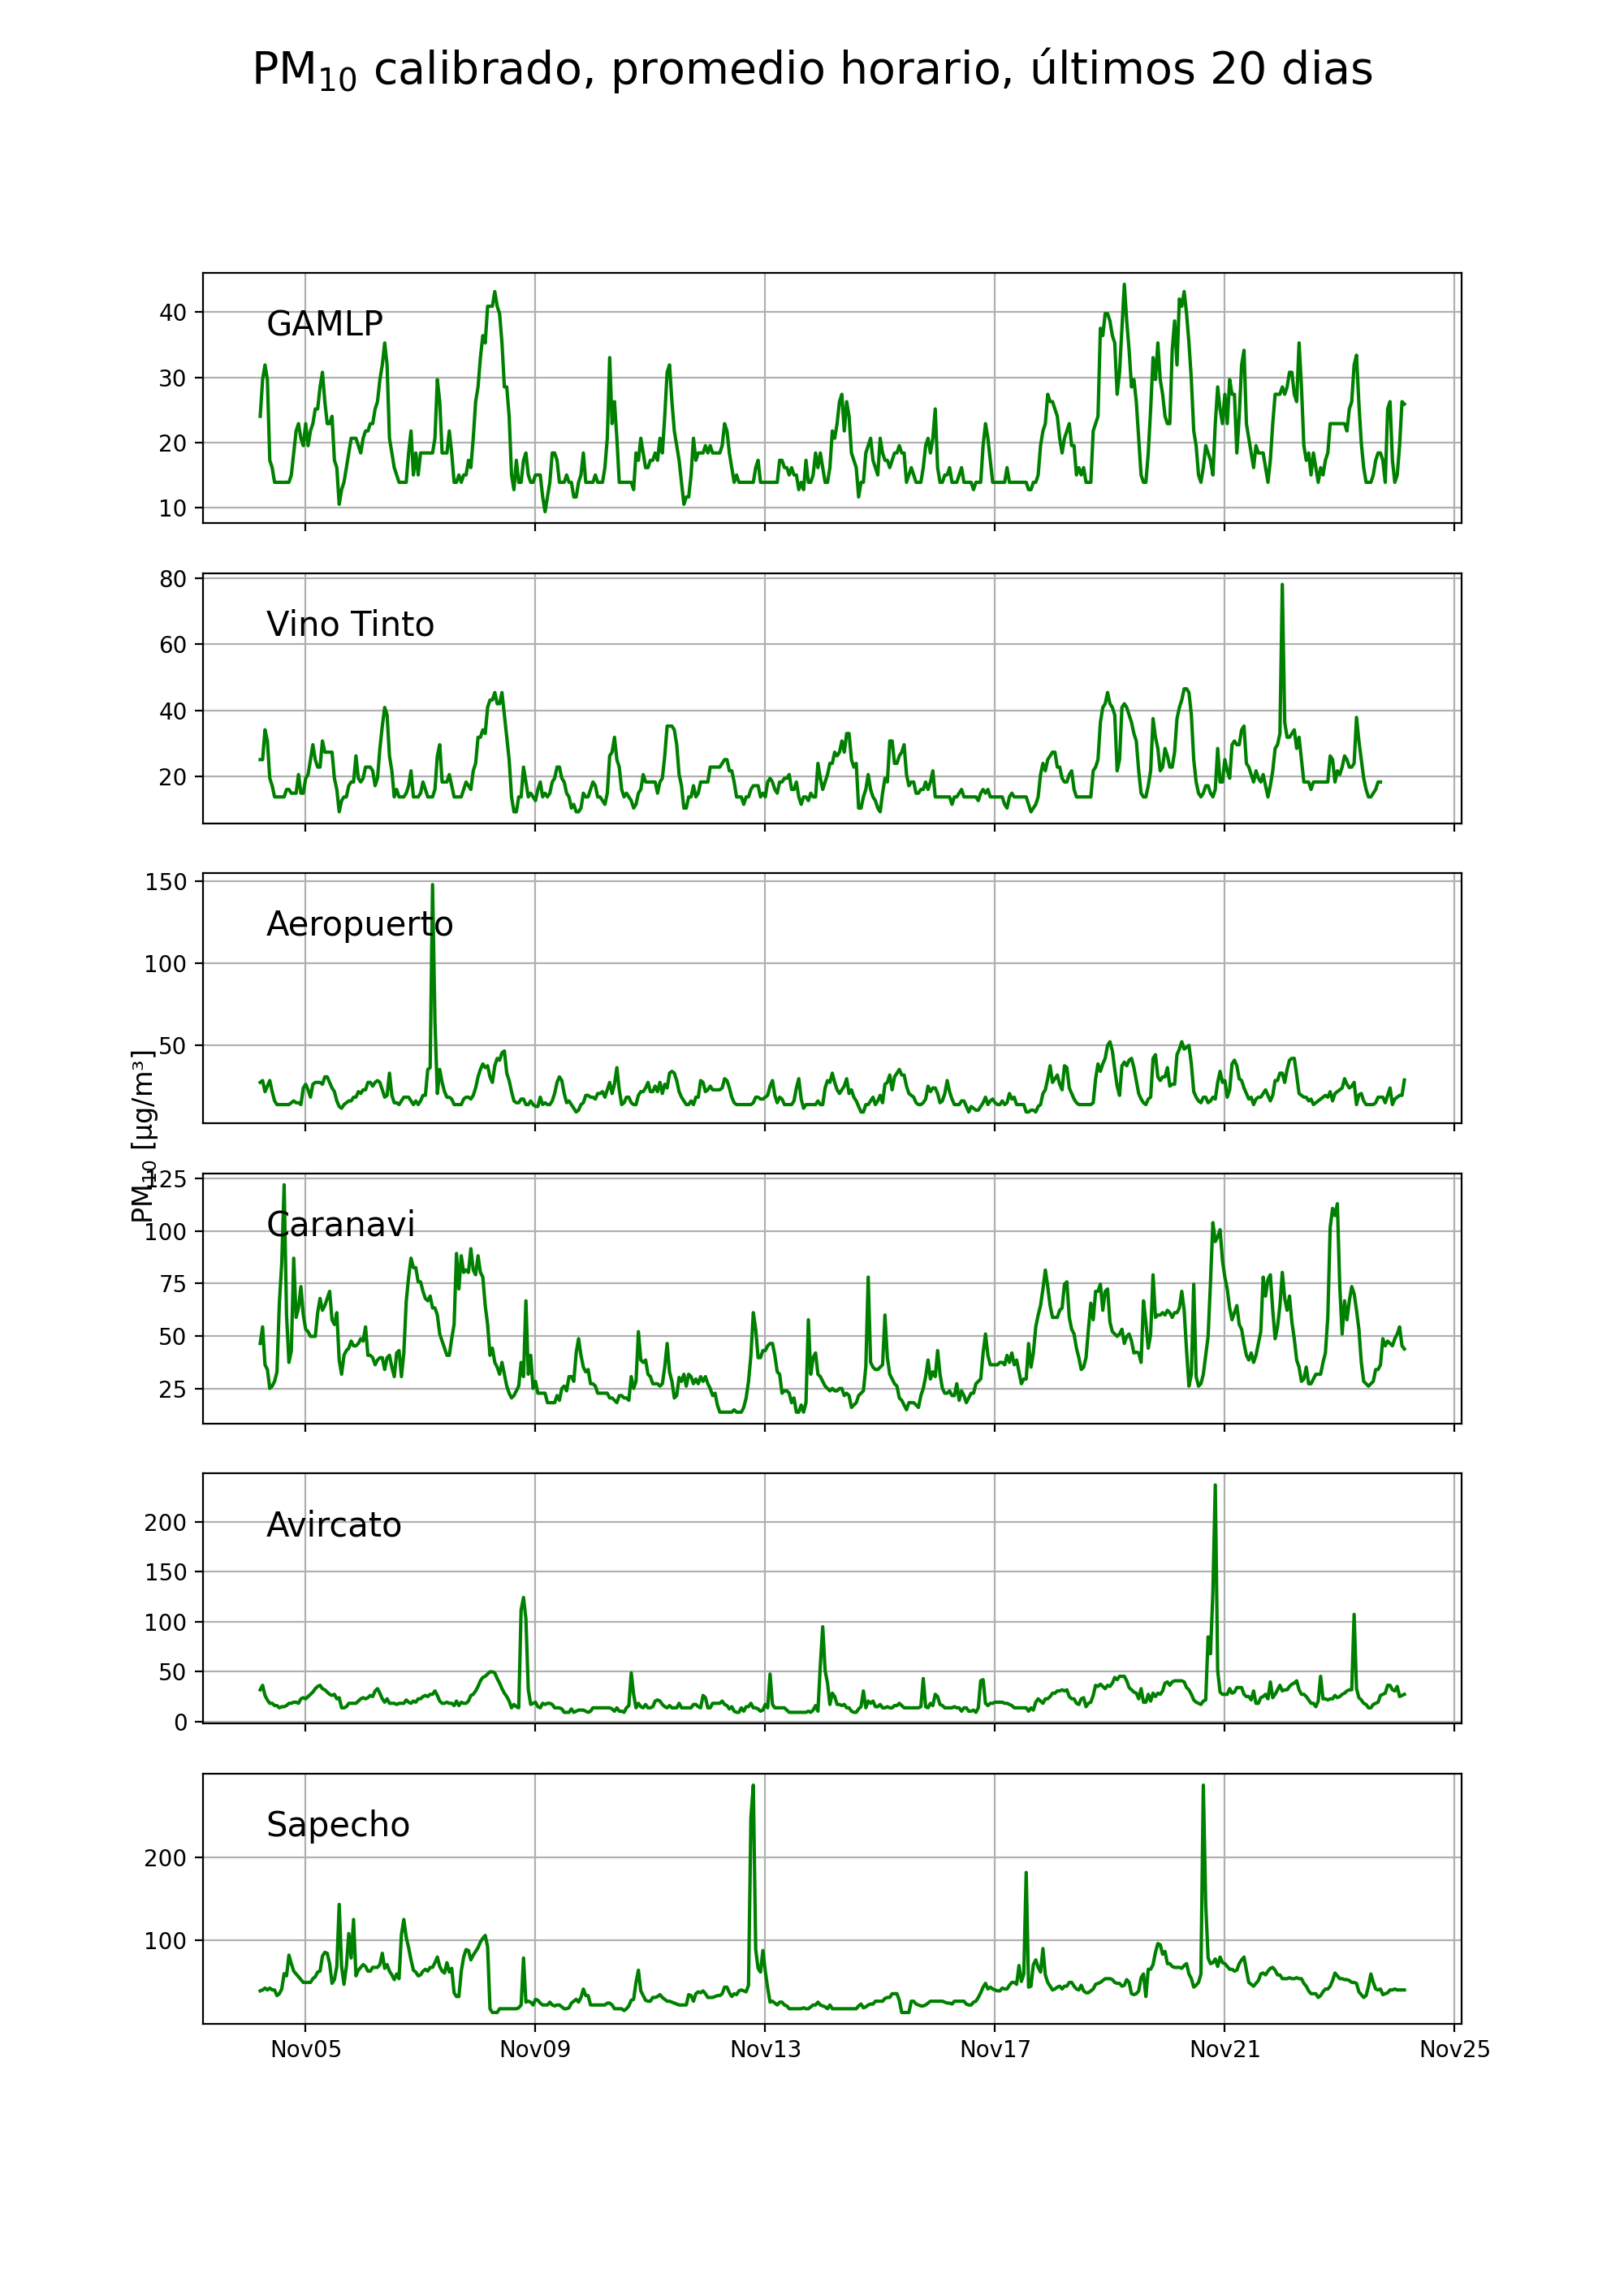 PM₁₀ calibrado, promedio horario, últimos 20 dias
GAMLP
40
30
20
10
Vino Tinto
80
60
40
20
Aeropuerto
150
100
50
PM₁₀ [µg/m³]
Caranavi
125
100
75
50
25
Avircato
200
150
100
50
0
Sapecho
200
100
Nov05 Nov09 Nov13 Nov17 Nov21 Nov25